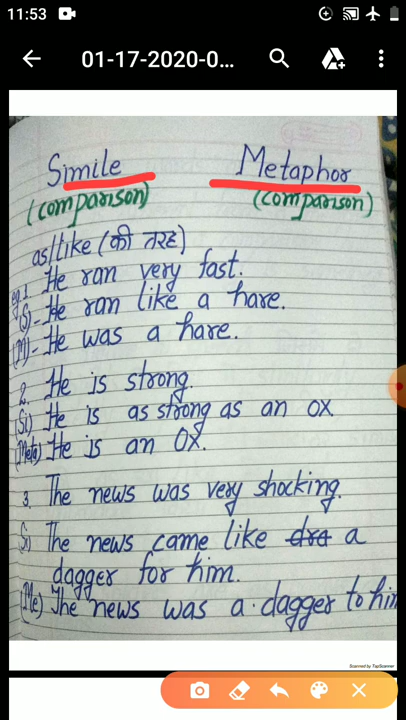 11:53
01-17-2020-0...
Simile Metaphor
(comparison) (comparison)
as/like (की तरह)
eg. 1. He ran very fast.
(S) - He ran like a hare.
(M) - He was a hare.
2. He is strong.
(Si) He is as strong as an ox.
(Meta) He is an Ox.
3. The news was very shocking.
Si) The news came like dra a
dagger for him.
(Me) The news was a dagger to him
Scanned by TapScanner